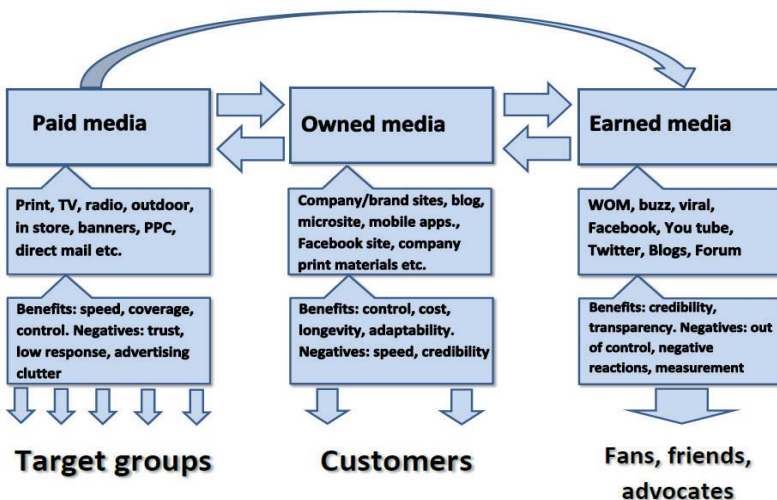 Paid media
Owned media
Earned media
Print, TV, radio, outdoor,
in store, banners, PPC,
direct mail etc.
Company/brand sites, blog,
microsite, mobile apps.,
Facebook site, company
print materials etc.
WOM, buzz, viral,
Facebook, You tube,
Twitter, Blogs, Forum
Benefits: speed, coverage,
control. Negatives: trust,
low response, advertising
clutter
Benefits: control, cost,
longevity, adaptability.
Negatives: speed, credibility
Benefits: credibility,
transparency. Negatives: out
of control, negative
reactions, measurement
Target groups
Customers
Fans, friends,
advocates